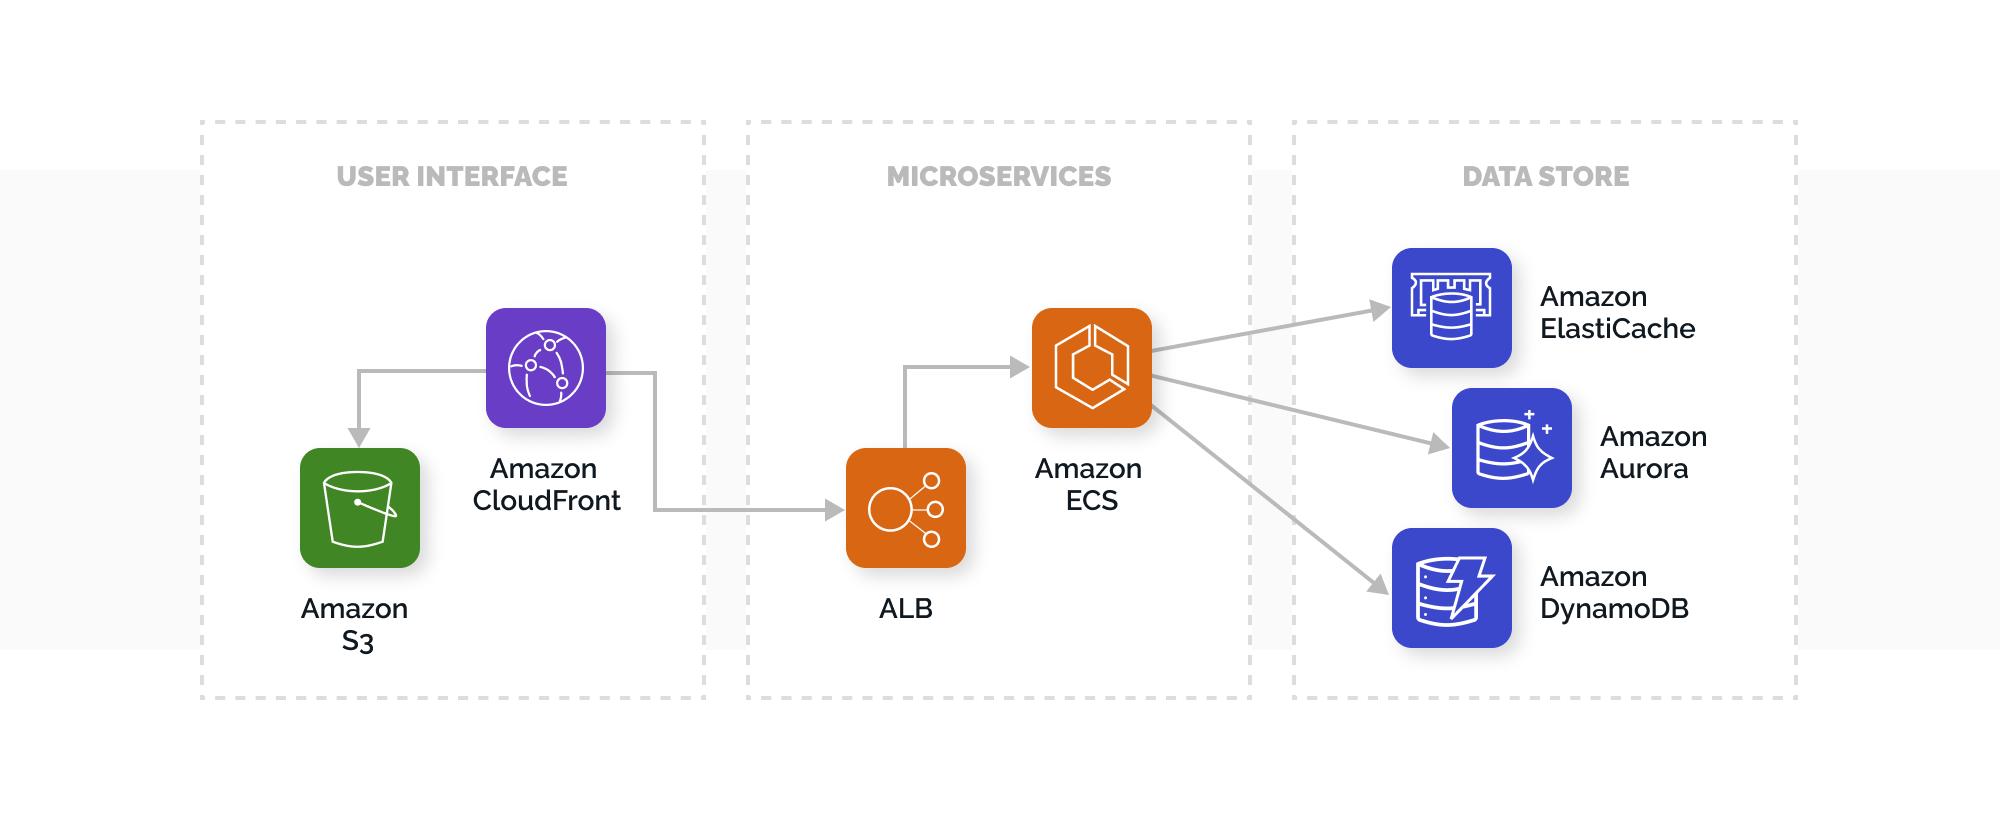 USER INTERFACE
Amazon
CloudFront
Amazon
S3
MICROSERVICES
Amazon
ECS
ALB
DATA STORE
Amazon
ElastiCache
Amazon
Aurora
Amazon
DynamoDB